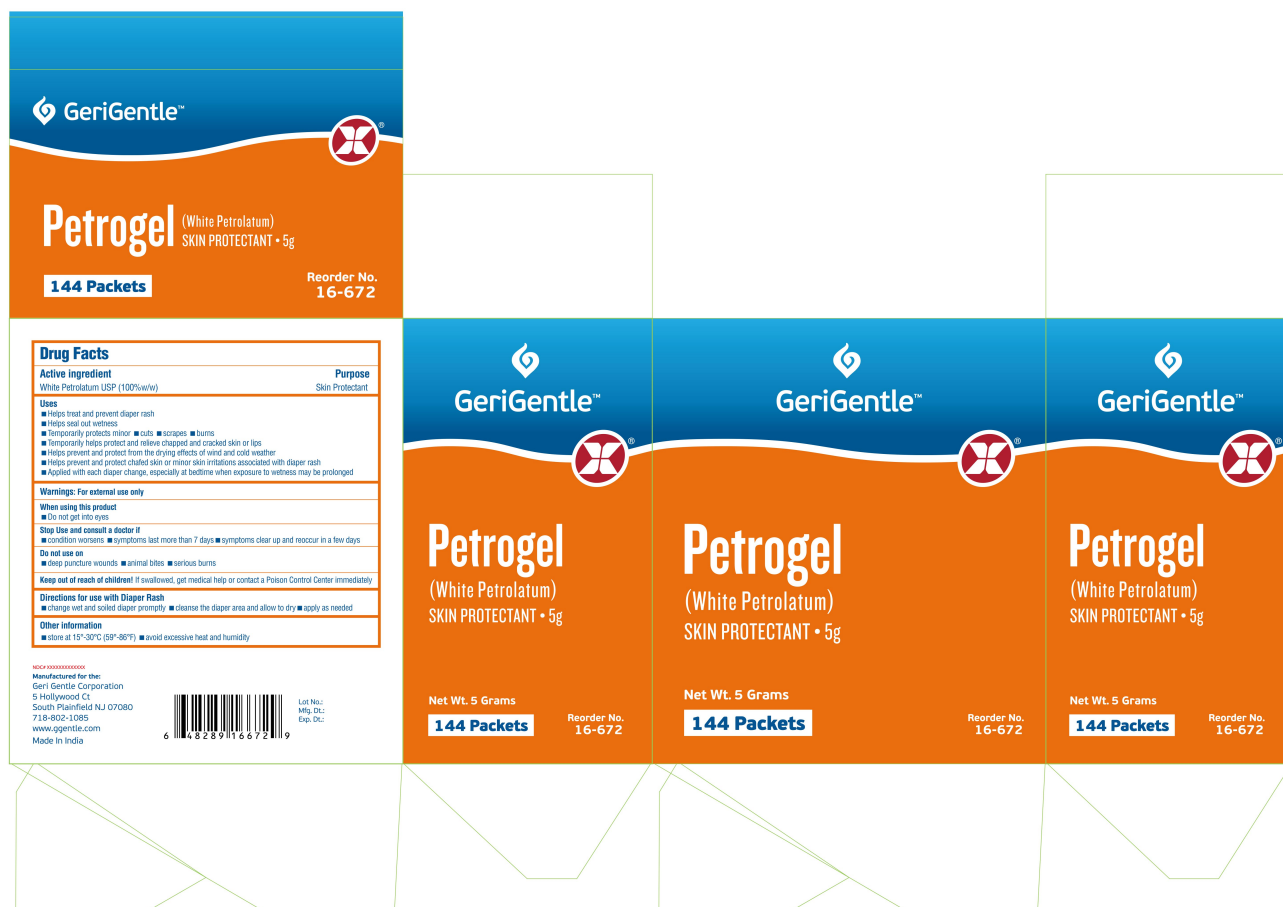 GeriGentle™
®
Petrogel (White Petrolatum)
SKIN PROTECTANT • 5g
144 Packets
Reorder No.
16-672
Drug Facts
Active ingredient Purpose
White Petrolatum USP (100%w/w) Skin Protectant
Uses
■ Helps treat and prevent diaper rash
■ Helps seal out wetness
■ Temporarily protects minor ■ cuts ■ scrapes ■ burns
■ Temporarily helps protect and relieve chapped and cracked skin or lips
■ Helps prevent and protect from the drying effects of wind and cold weather
■ Helps prevent and protect chafed skin or minor skin irritations associated with diaper rash
■ Applied with each diaper change, especially at bedtime when exposure to wetness may be prolonged
Warnings: For external use only
When using this product
■ Do not get into eyes
Stop Use and consult a doctor if
■ condition worsens ■ symptoms last more than 7 days ■ symptoms clear up and reoccur in a few days
Do not use on
■ deep puncture wounds ■ animal bites ■ serious burns
Keep out of reach of children! If swallowed, get medical help or contact a Poison Control Center immediately
Directions for use with Diaper Rash
■ change wet and soiled diaper promptly ■ cleanse the diaper area and allow to dry ■ apply as needed
Other information
■ store at 15°-30°C (59°-86°F) ■ avoid excessive heat and humidity
NDC# XXXXXXXXXXXXX
Manufactured for the:
Geri Gentle Corporation
5 Hollywood Ct
South Plainfield NJ 07080
718-802-1085
www.ggentle.com
Made In India
6 48289 16672 9
Lot No.:
Mfg. Dt.:
Exp. Dt.:
GeriGentle™
®
Petrogel
(White Petrolatum)
SKIN PROTECTANT • 5g
Net Wt. 5 Grams
144 Packets
Reorder No.
16-672
GeriGentle™
®
Petrogel
(White Petrolatum)
SKIN PROTECTANT • 5g
Net Wt. 5 Grams
144 Packets
Reorder No.
16-672
GeriGentle™
®
Petrogel
(White Petrolatum)
SKIN PROTECTANT • 5g
Net Wt. 5 Grams
144 Packets
Reorder No.
16-672